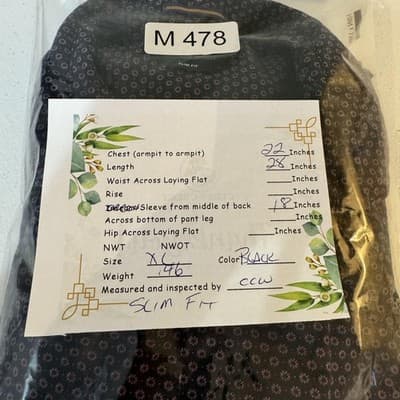 M 478
SLIM FIT
Chest (armpit to armpit) 22 Inches
Length 28 Inches
Waist Across Laying Flat Inches
Rise Inches
Sleeve from middle of back 18 Inches
Across bottom of pant leg Inches
Hip Across Laying Flat Inches
NWT NWOT
Size XL Color BLACK
Weight .46
Measured and inspected by CCW
SLIM FIT